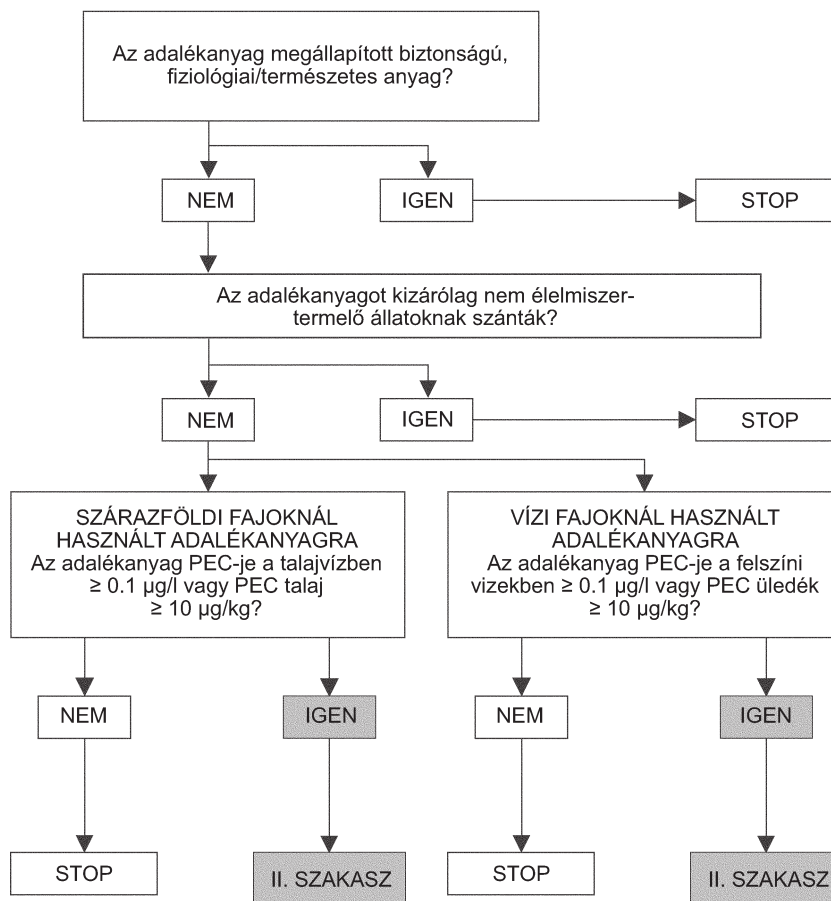 Az adalékanyag megállapított biztonságú,
fiziológiai/természetes anyag?
NEM
IGEN
STOP
Az adalékanyagot kizárólag nem élelmiszer-
termelő állatoknak szánták?
NEM
IGEN
STOP
SZÁRAZFÖLDI FAJOKNÁL
HASZNÁLT ADALÉKANYAGRA
Az adalékanyag PEC-je a talajvízben
≥ 0.1 µg/l vagy PEC talaj
≥ 10 µg/kg?
VÍZI FAJOKNÁL HASZNÁLT
ADALÉKANYAGRA
Az adalékanyag PEC-je a felszíni
vizekben ≥ 0.1 µg/l vagy PEC üledék
≥ 10 µg/kg?
NEM
IGEN
NEM
IGEN
STOP
II. SZAKASZ
STOP
II. SZAKASZ